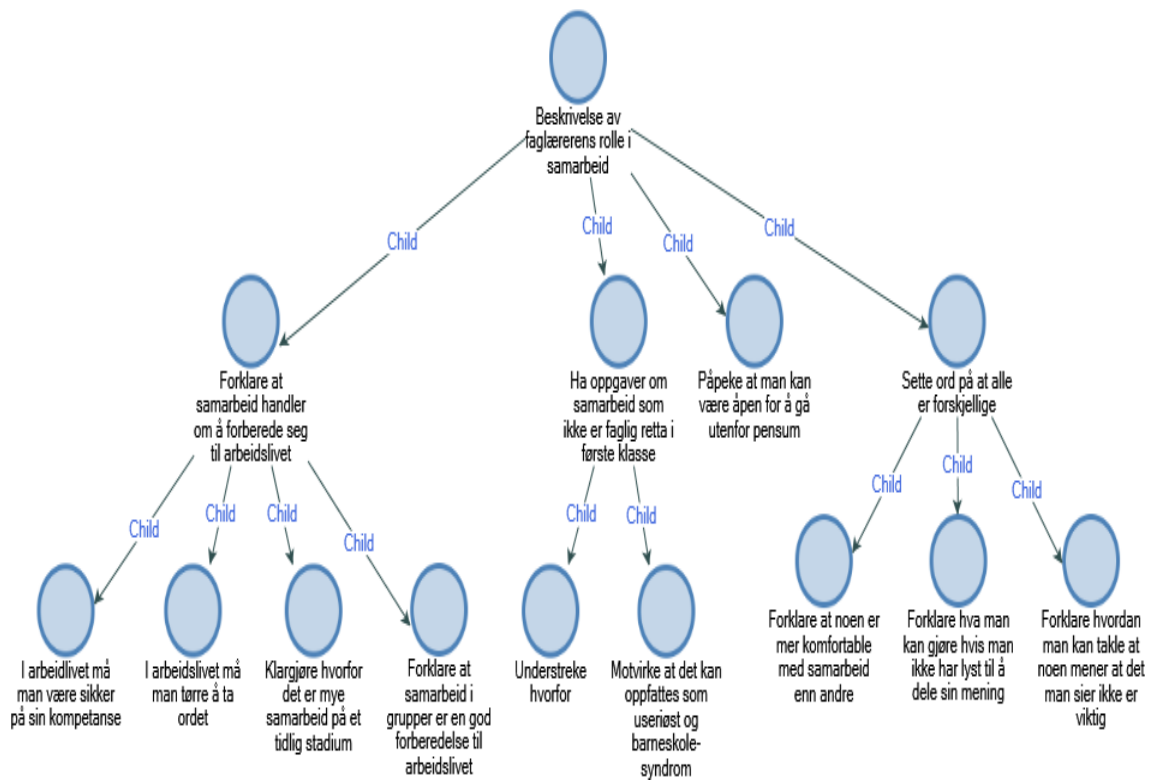 Beskrivelse av
faglærerens rolle i
samarbeid
Child
Child
Child
Child
Forklare at
samarbeid handler
om å forberede seg
til arbeidslivet
Ha oppgaver om
samarbeid som
ikke er faglig retta i
første klasse
Påpeke at man kan
være åpen for å gå
utenfor pensum
Sette ord på at alle
er forskjellige
Child
Child
Child
Child
Child
Child
Child
Child
Child
I arbeidlivet må
man være sikker
på sin kompetanse
I arbeidslivet må
man tørre å ta
ordet
Klargjøre hvorfor
det er mye
samarbeid på et
tidlig stadium
Forklare at
samarbeid i
grupper er en god
forberedelse til
arbeidslivet
Understreke
hvorfor
Motvirke at det kan
oppfattes som
useriøst og
barneskole-
syndrom
Forklare at noen er
mer komfortable
med samarbeid
enn andre
Forklare hva man
kan gjøre hvis man
ikke har lyst til å
dele sin mening
Forklare hvordan
man kan takle at
noen mener at det
man sier ikke er
viktig